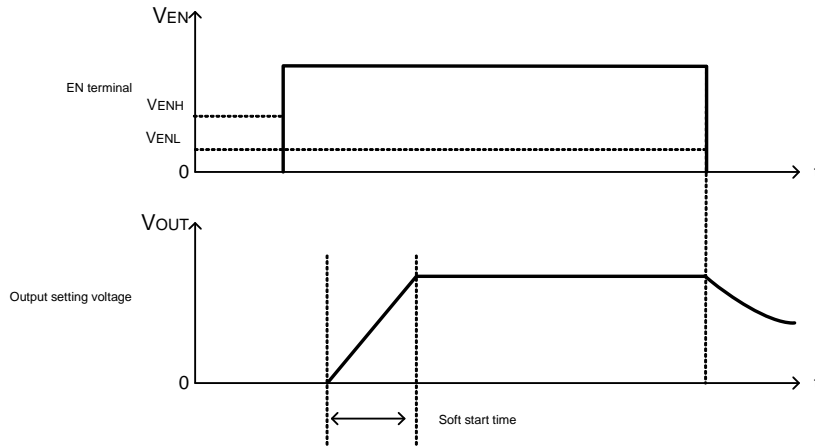 VEN
EN terminal
VENH
VENL
0
VOUT
Output setting voltage
0
Soft start time